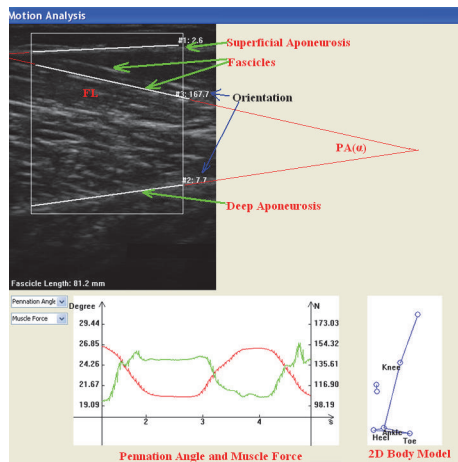 Motion Analysis
#1: 2.6
Superficial Aponeurosis
Fascicles
FL
#3: 167.7
Orientation
PA(α)
#2: 7.7
Deep Aponeurosis
Fascicle Length: 81.2 mm
Pennation Angle
Muscle Force
Degree
N
29.44
173.03
26.85
154.32
24.26
135.61
21.67
116.90
19.09
98.19
2
3
4
s
Pennation Angle and Muscle Force
Knee
Ankle
Heel
Toe
2D Body Model